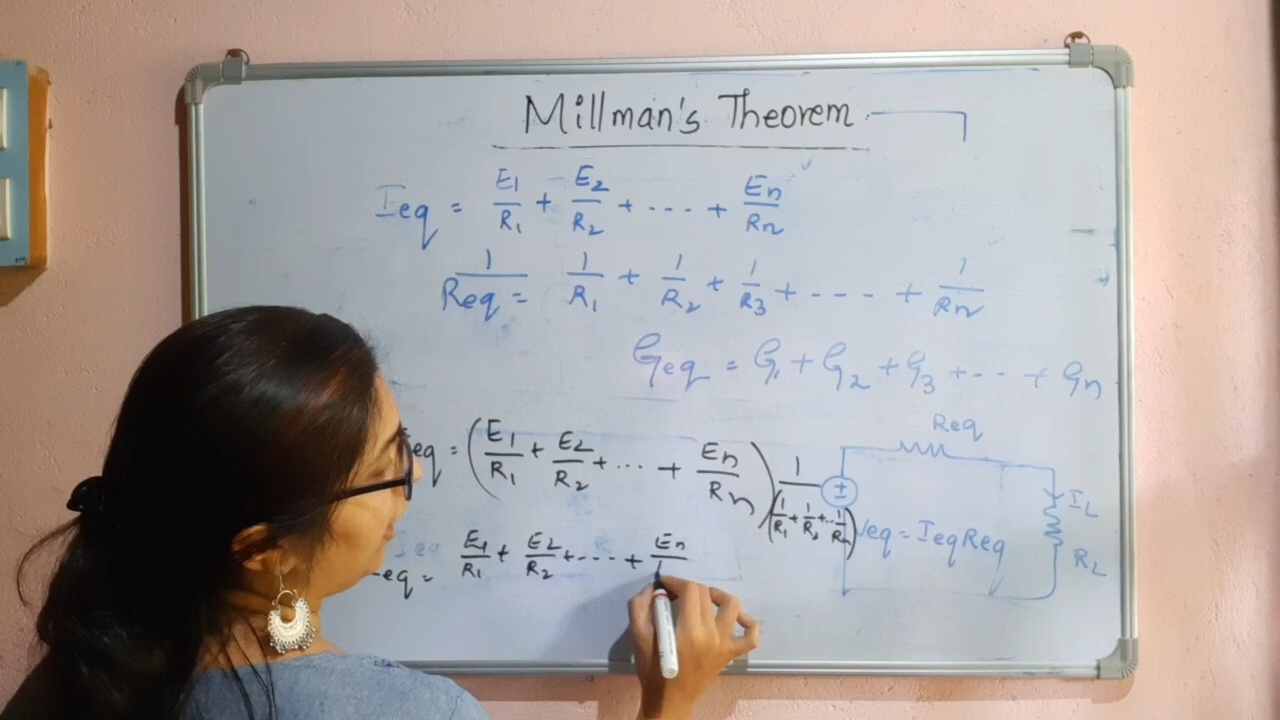 Millman's Theorem
Ieq = E1/R1 + E2/R2 + .... + En/Rn
1/Req = 1/R1 + 1/R2 + 1/R3 + - - - - + 1/Rn
Geq = G1 + G2 + G3 + - - - + Gn
Req
eq = (E1/R1 + E2/R2 + ... + En/Rn) 1/(1/R1 + 1/R2 + ... 1/Rn)
±
IL
Veq = Ieq Req
RL
eq = E1/R1 + E2/R2 + - - - - + En